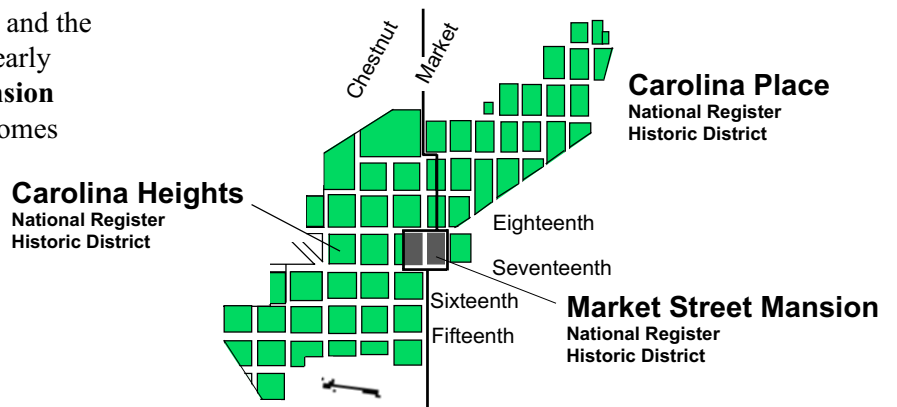 and the
early
nsion
omes
Chestnut
Market
Carolina Place
National Register
Historic District
Carolina Heights
National Register
Historic District
Eighteenth
Seventeenth
Sixteenth
Fifteenth
Market Street Mansion
National Register
Historic District